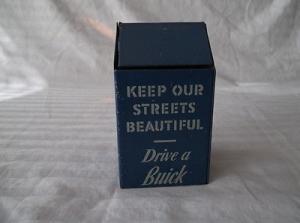 KEEP OUR
STREETS
BEAUTIFUL
Drive a
Buick